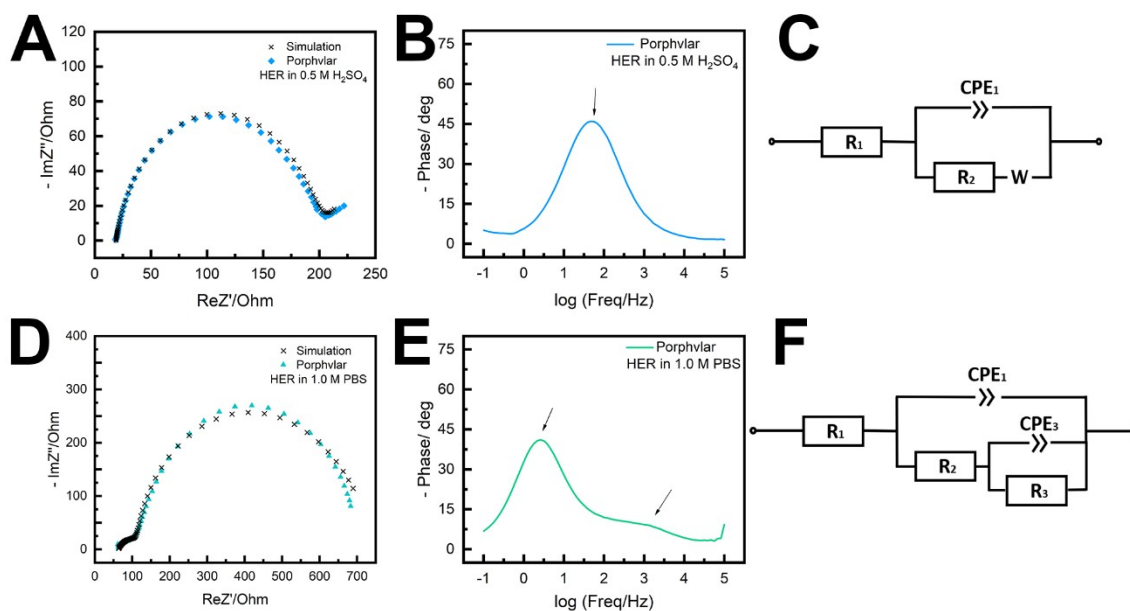 A
120
100
80
60
40
20
0
- ImZ''/Ohm
Simulation
Porphvlar
HER in 0.5 M H₂SO₄
0 50 100 150 200 250
ReZ'/Ohm
B
75
60
45
30
15
0
- Phase/ deg
Porphvlar
HER in 0.5 M H₂SO₄
-1 0 1 2 3 4 5
log (Freq/Hz)
C
CPE₁
R₁
R₂
W
D
400
350
300
250
200
150
100
50
0
- ImZ''/Ohm
Simulation
Porphvlar
HER in 1.0 M PBS
0 100 200 300 400 500 600 700
ReZ'/Ohm
E
75
60
45
30
15
0
- Phase/ deg
Porphvlar
HER in 1.0 M PBS
-1 0 1 2 3 4 5
log (Freq/Hz)
F
CPE₁
CPE₃
R₁
R₂
R₃